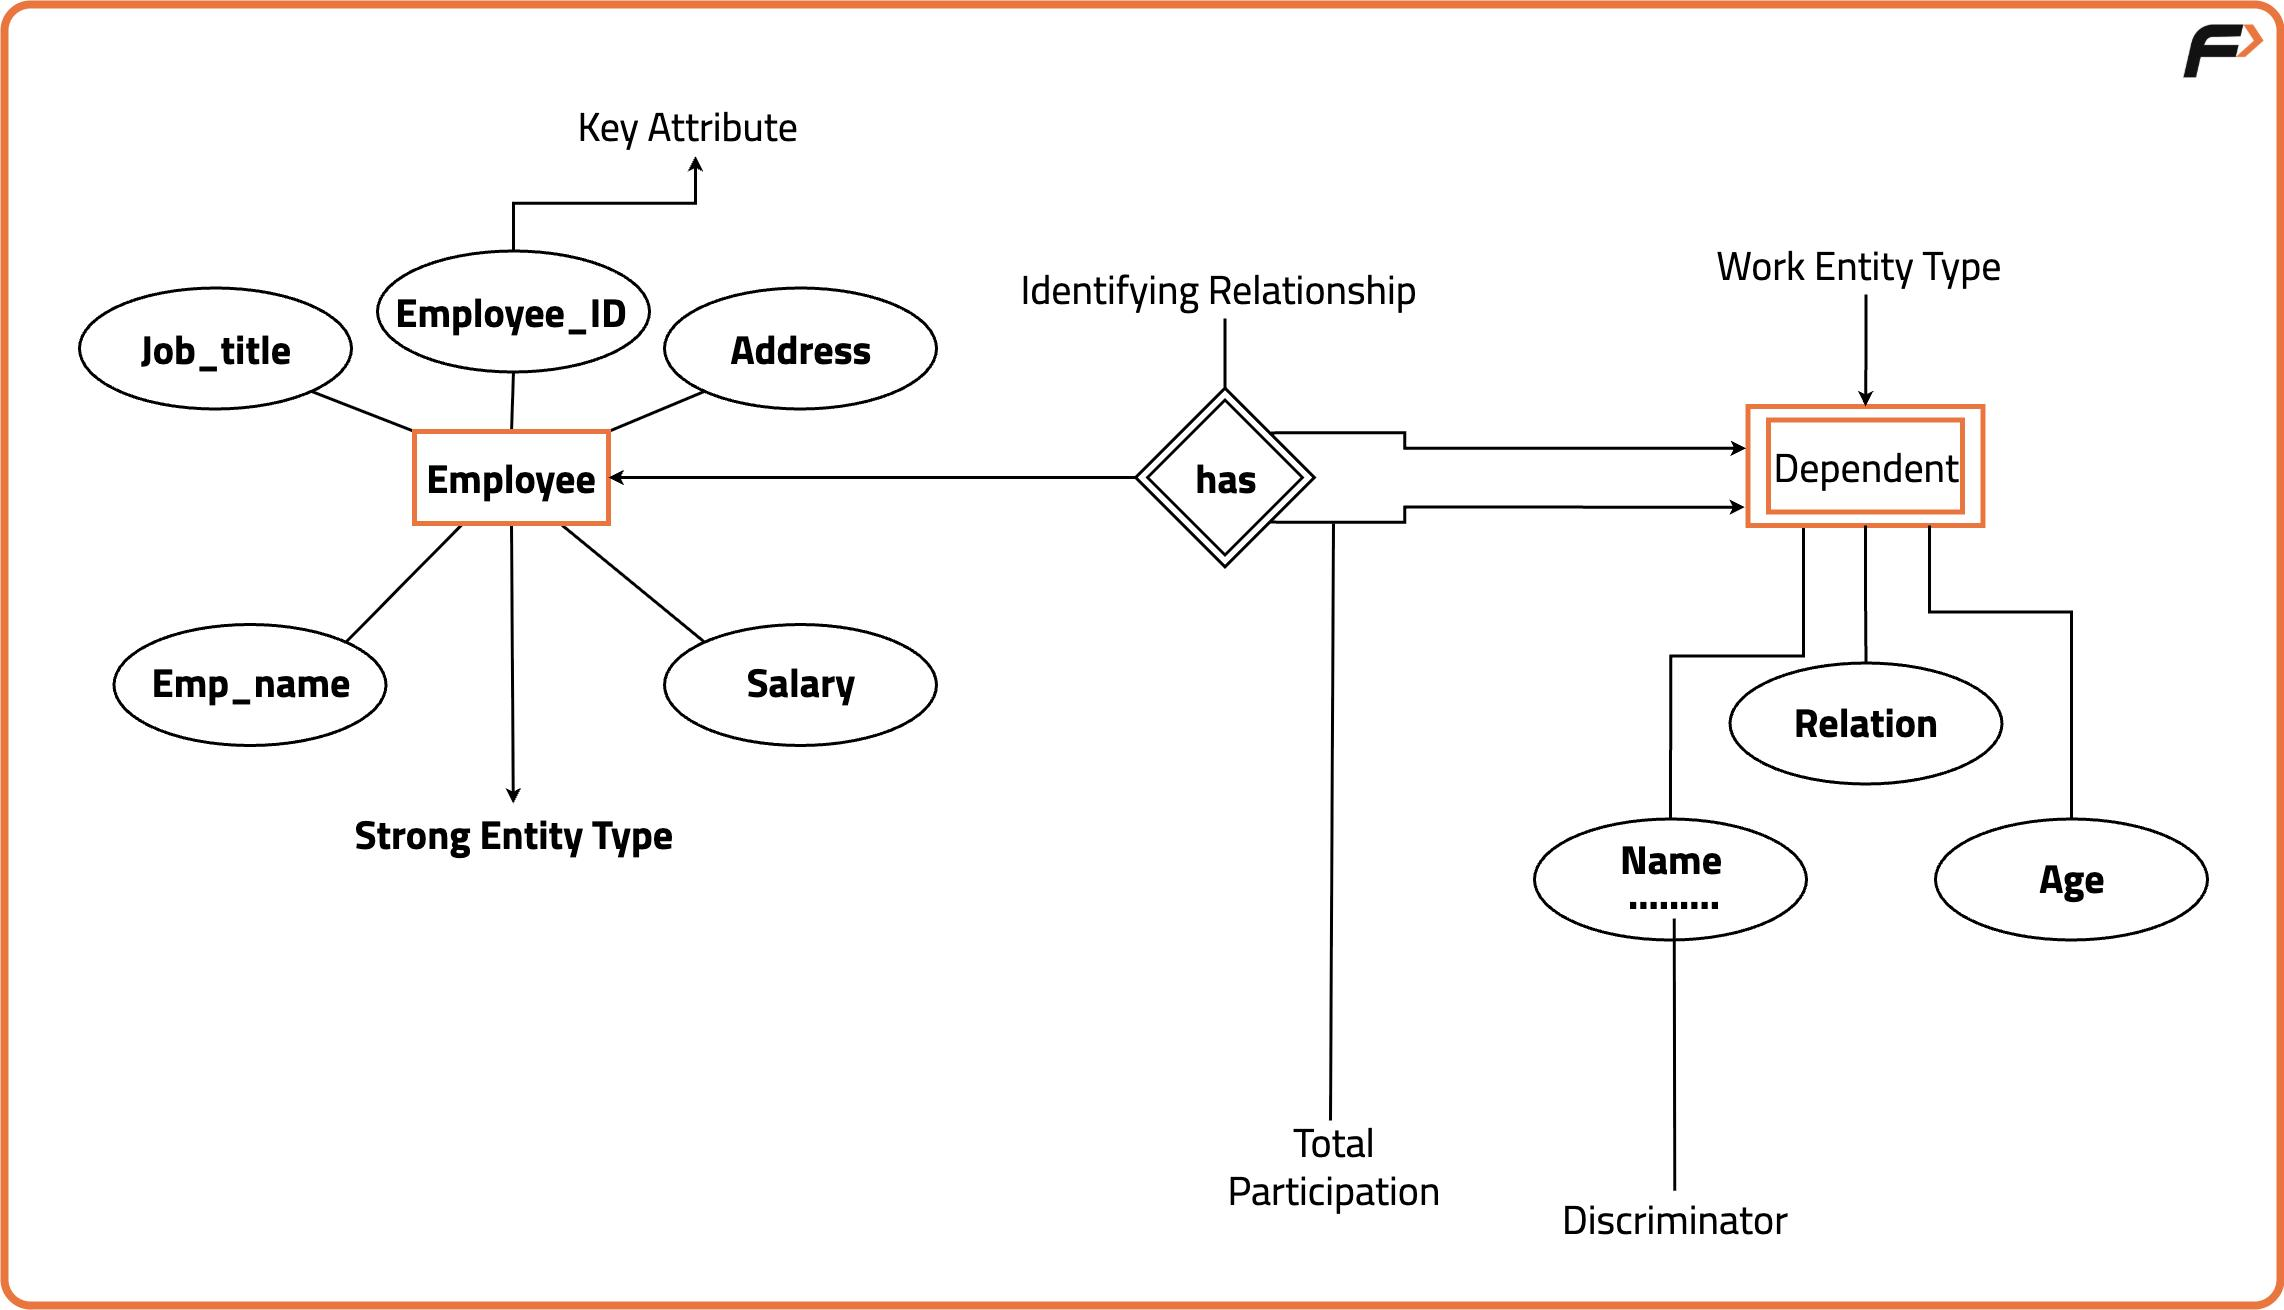 Key Attribute
Employee_ID
Job_title
Address
Employee
Emp_name
Salary
Strong Entity Type
Identifying Relationship
has
Work Entity Type
Dependent
Relation
Name
Age
Total
Participation
Discriminator